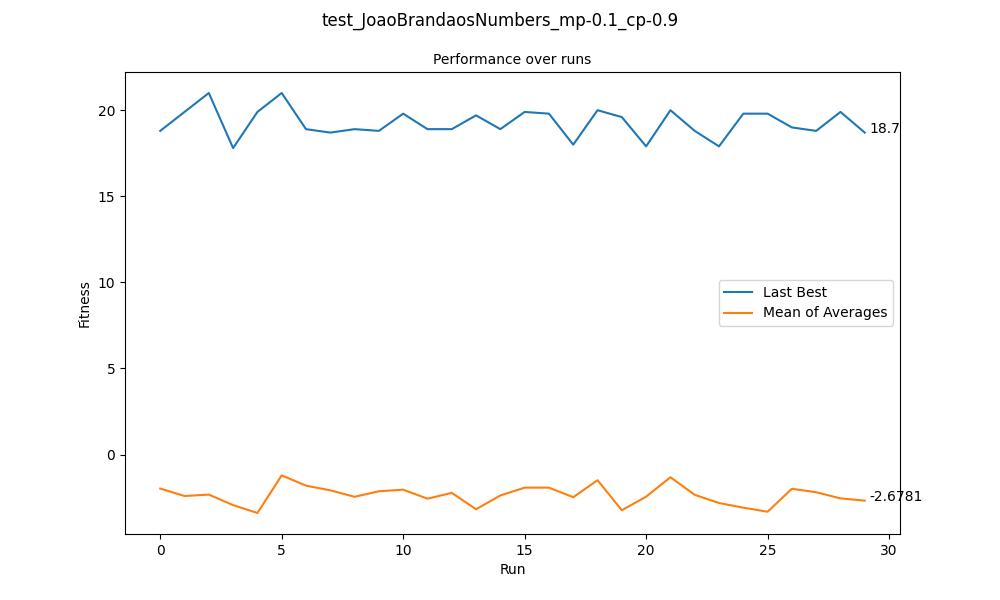 test_JoaoBrandaosNumbers_mp-0.1_cp-0.9
Performance over runs
Fitness
20
15
10
5
0
18.7
Last Best
Mean of Averages
-2.6781
0 5 10 15 20 25 30
Run